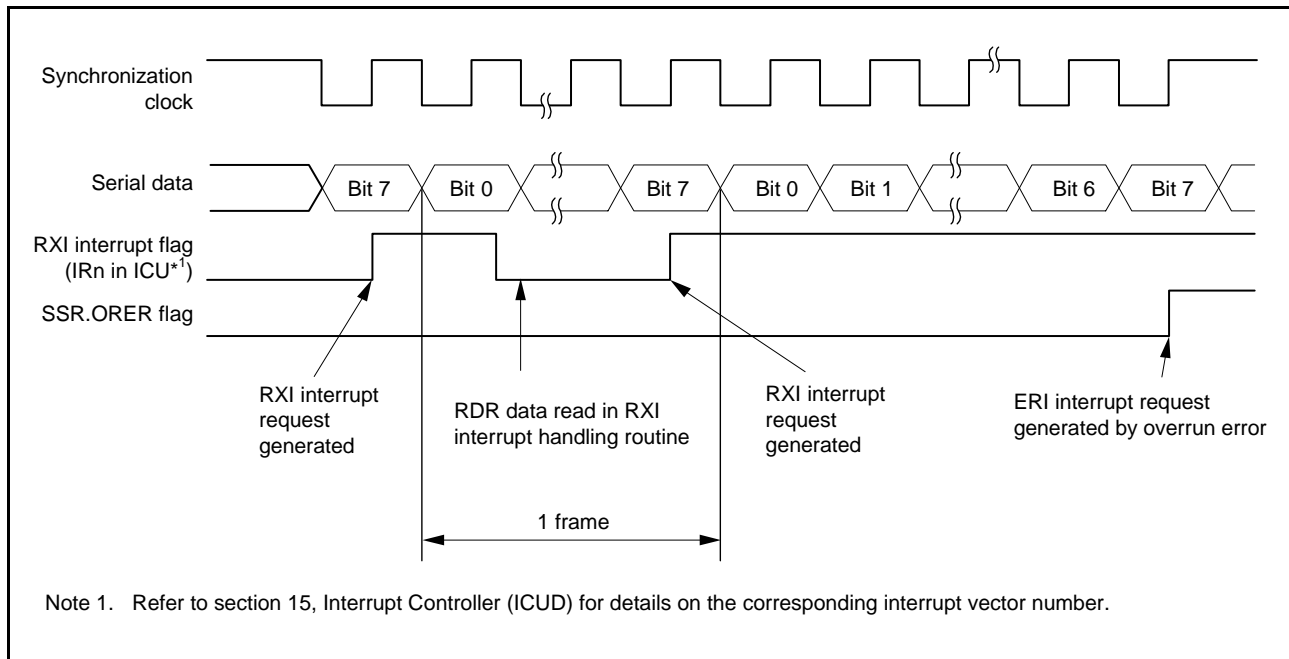 Synchronization
clock
Serial data
Bit 7
Bit 0
Bit 7
Bit 0
Bit 1
Bit 6
Bit 7
RXI interrupt flag
(IRn in ICU*1)
SSR.ORER flag
RXI interrupt
request
generated
RDR data read in RXI
interrupt handling routine
RXI interrupt
request
generated
ERI interrupt request
generated by overrun error
1 frame
Note 1. Refer to section 15, Interrupt Controller (ICUD) for details on the corresponding interrupt vector number.